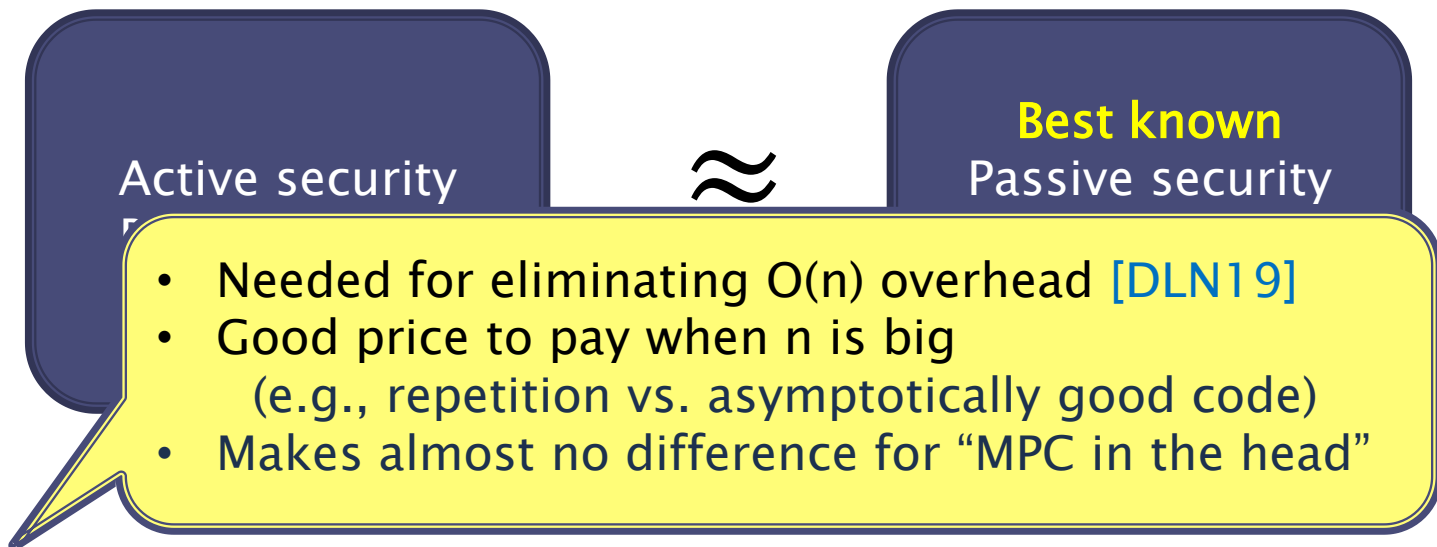 Active security
≈
Best known
Passive security
• Needed for eliminating O(n) overhead [DLN19]
• Good price to pay when n is big
(e.g., repetition vs. asymptotically good code)
• Makes almost no difference for “MPC in the head”